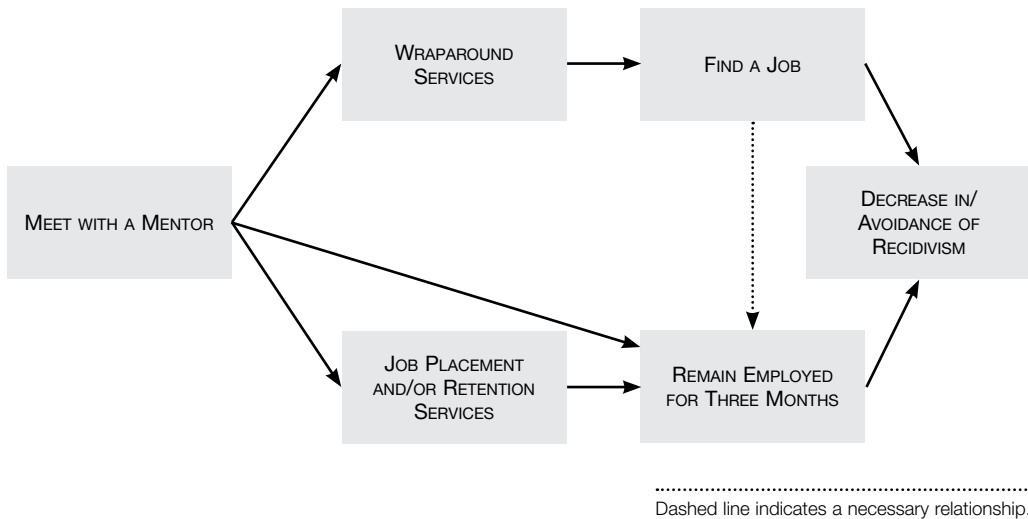 Wraparound
Services
Find a Job
Meet with a Mentor
Decrease in/
Avoidance of
Recidivism
Job Placement
and/or Retention
Services
Remain Employed
for Three Months
Dashed line indicates a necessary relationship.